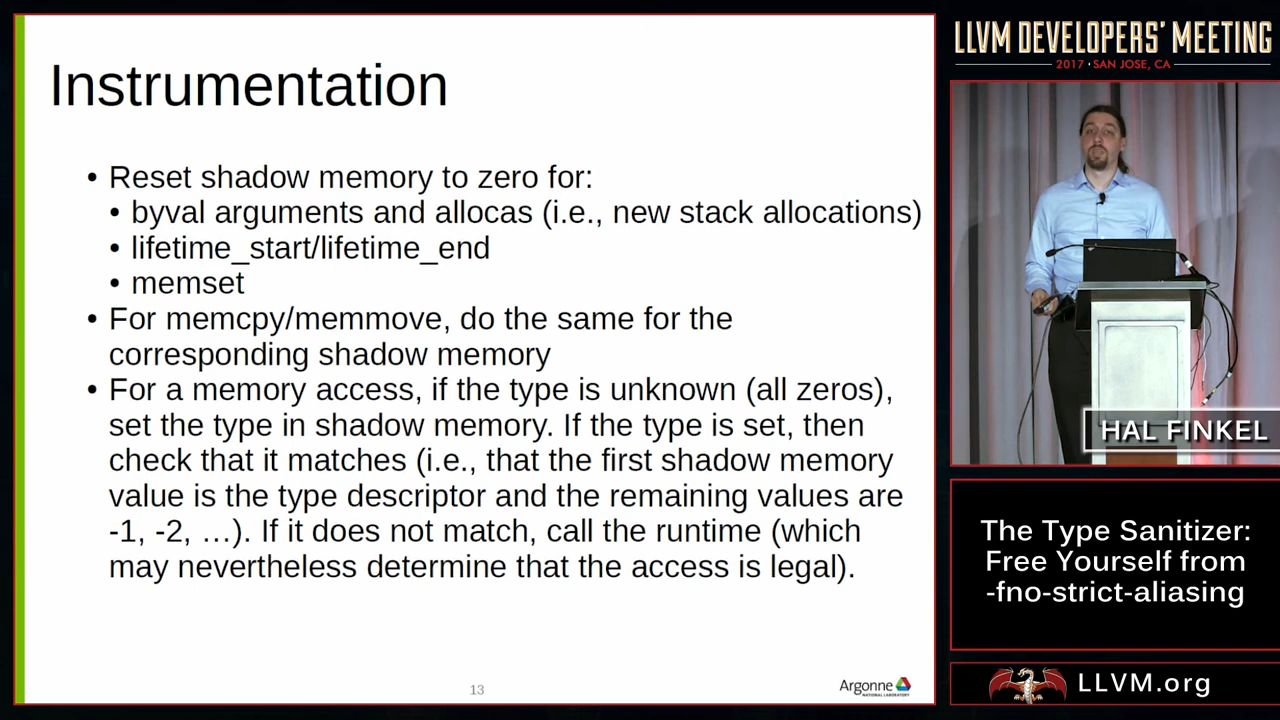 Instrumentation
• Reset shadow memory to zero for:
• byval arguments and allocas (i.e., new stack allocations)
• lifetime_start/lifetime_end
• memset
• For memcpy/memmove, do the same for the
corresponding shadow memory
• For a memory access, if the type is unknown (all zeros),
set the type in shadow memory. If the type is set, then
check that it matches (i.e., that the first shadow memory
value is the type descriptor and the remaining values are
-1, -2, …). If it does not match, call the runtime (which
may nevertheless determine that the access is legal).
13
Argonne
NATIONAL LABORATORY
LLVM DEVELOPERS' MEETING
2017 · SAN JOSE, CA
HAL FINKEL
The Type Sanitizer:
Free Yourself from
-fno-strict-aliasing
LLVM.org